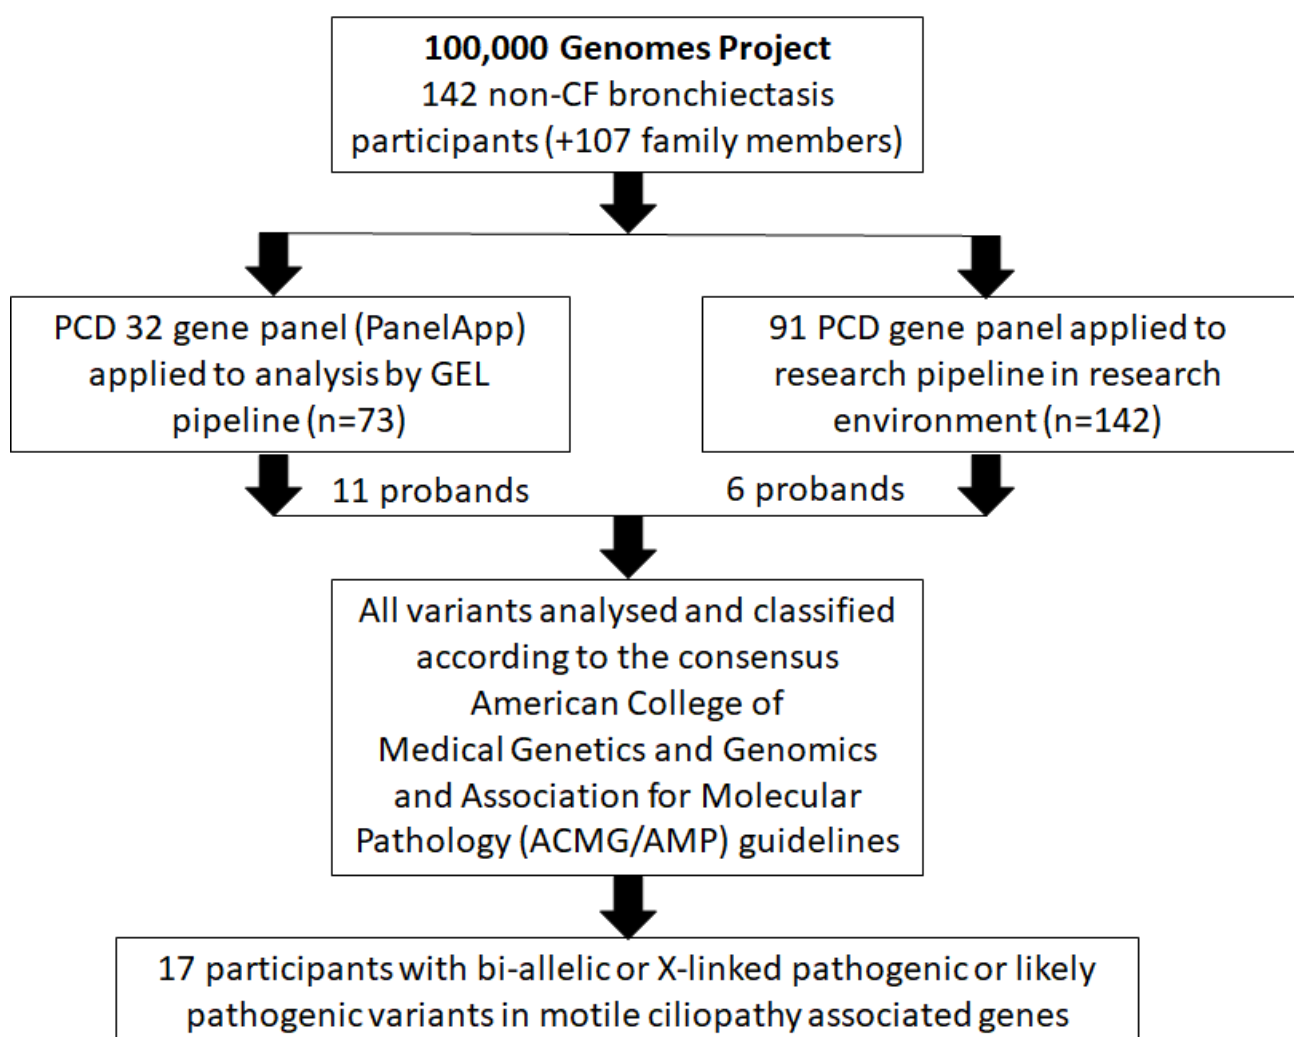 100,000 Genomes Project
142 non-CF bronchiectasis
participants (+107 family members)
PCD 32 gene panel (PanelApp)
applied to analysis by GEL
pipeline (n=73)
91 PCD gene panel applied to
research pipeline in research
environment (n=142)
11 probands
6 probands
All variants analysed and classified
according to the consensus
American College of
Medical Genetics and Genomics
and Association for Molecular
Pathology (ACMG/AMP) guidelines
17 participants with bi-allelic or X-linked pathogenic or likely
pathogenic variants in motile ciliopathy associated genes